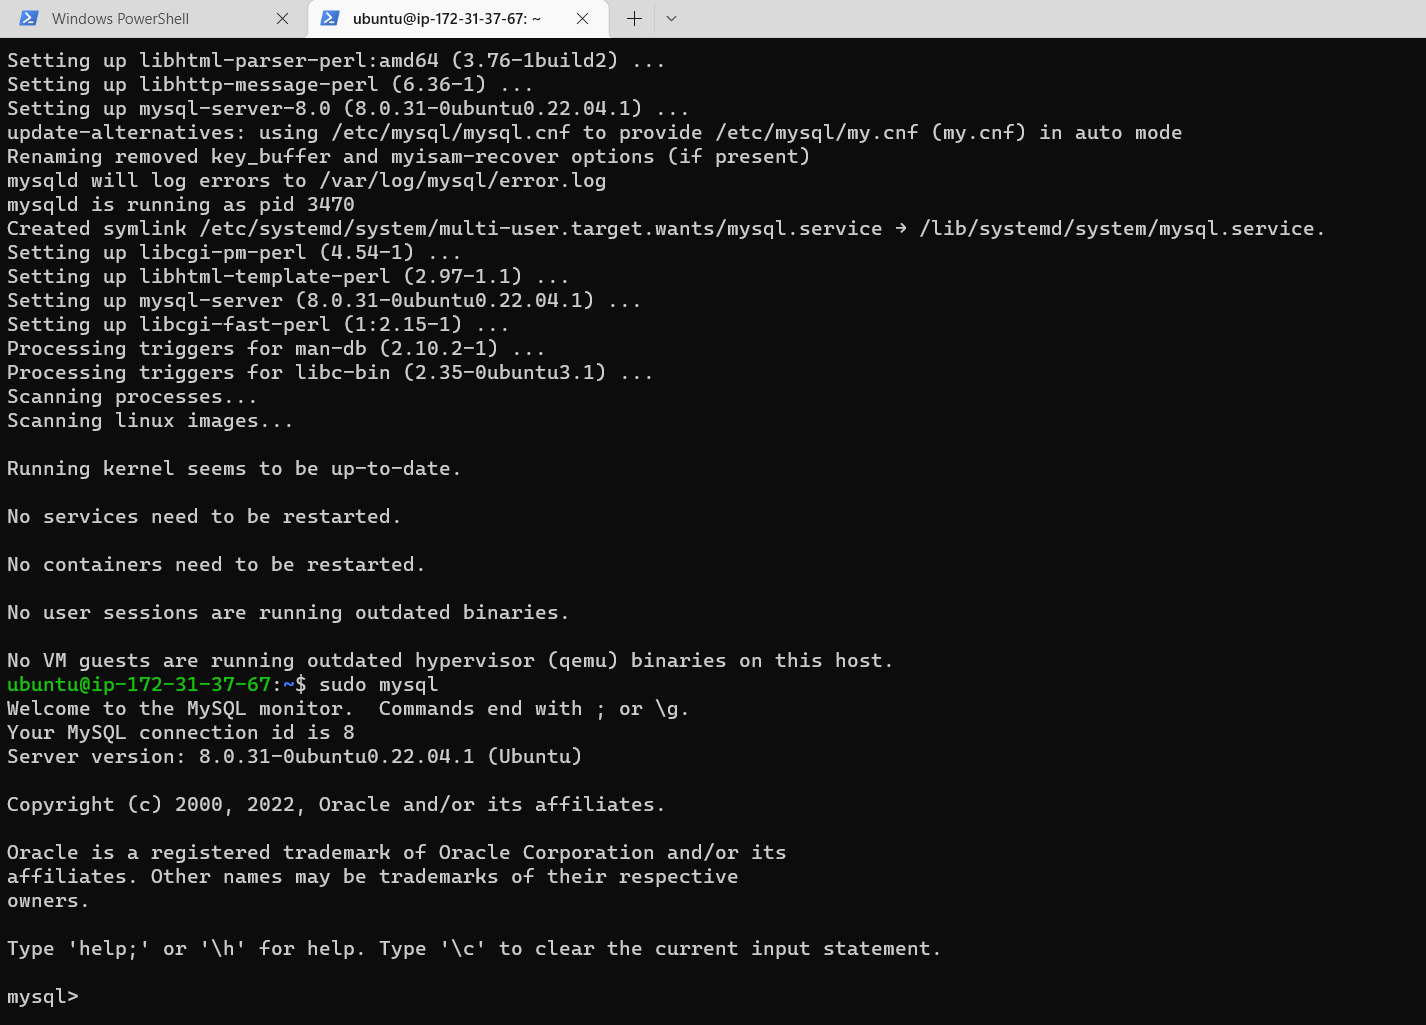 Windows PowerShell
ubuntu@ip-172-31-37-67: ~
Setting up libhtml-parser-perl:amd64 (3.76-1build2) ...
Setting up libhttp-message-perl (6.36-1) ...
Setting up mysql-server-8.0 (8.0.31-0ubuntu0.22.04.1) ...
update-alternatives: using /etc/mysql/mysql.cnf to provide /etc/mysql/my.cnf (my.cnf) in auto mode
Renaming removed key_buffer and myisam-recover options (if present)
mysqld will log errors to /var/log/mysql/error.log
mysqld is running as pid 3470
Created symlink /etc/systemd/system/multi-user.target.wants/mysql.service → /lib/systemd/system/mysql.service.
Setting up libcgi-pm-perl (4.54-1) ...
Setting up libhtml-template-perl (2.97-1.1) ...
Setting up mysql-server (8.0.31-0ubuntu0.22.04.1) ...
Setting up libcgi-fast-perl (1:2.15-1) ...
Processing triggers for man-db (2.10.2-1) ...
Processing triggers for libc-bin (2.35-0ubuntu3.1) ...
Scanning processes...
Scanning linux images...
Running kernel seems to be up-to-date.
No services need to be restarted.
No containers need to be restarted.
No user sessions are running outdated binaries.
No VM guests are running outdated hypervisor (qemu) binaries on this host.
ubuntu@ip-172-31-37-67:~$ sudo mysql
Welcome to the MySQL monitor.  Commands end with ; or \g.
Your MySQL connection id is 8
Server version: 8.0.31-0ubuntu0.22.04.1 (Ubuntu)
Copyright (c) 2000, 2022, Oracle and/or its affiliates.
Oracle is a registered trademark of Oracle Corporation and/or its
affiliates. Other names may be trademarks of their respective
owners.
Type 'help;' or '\h' for help. Type '\c' to clear the current input statement.
mysql>